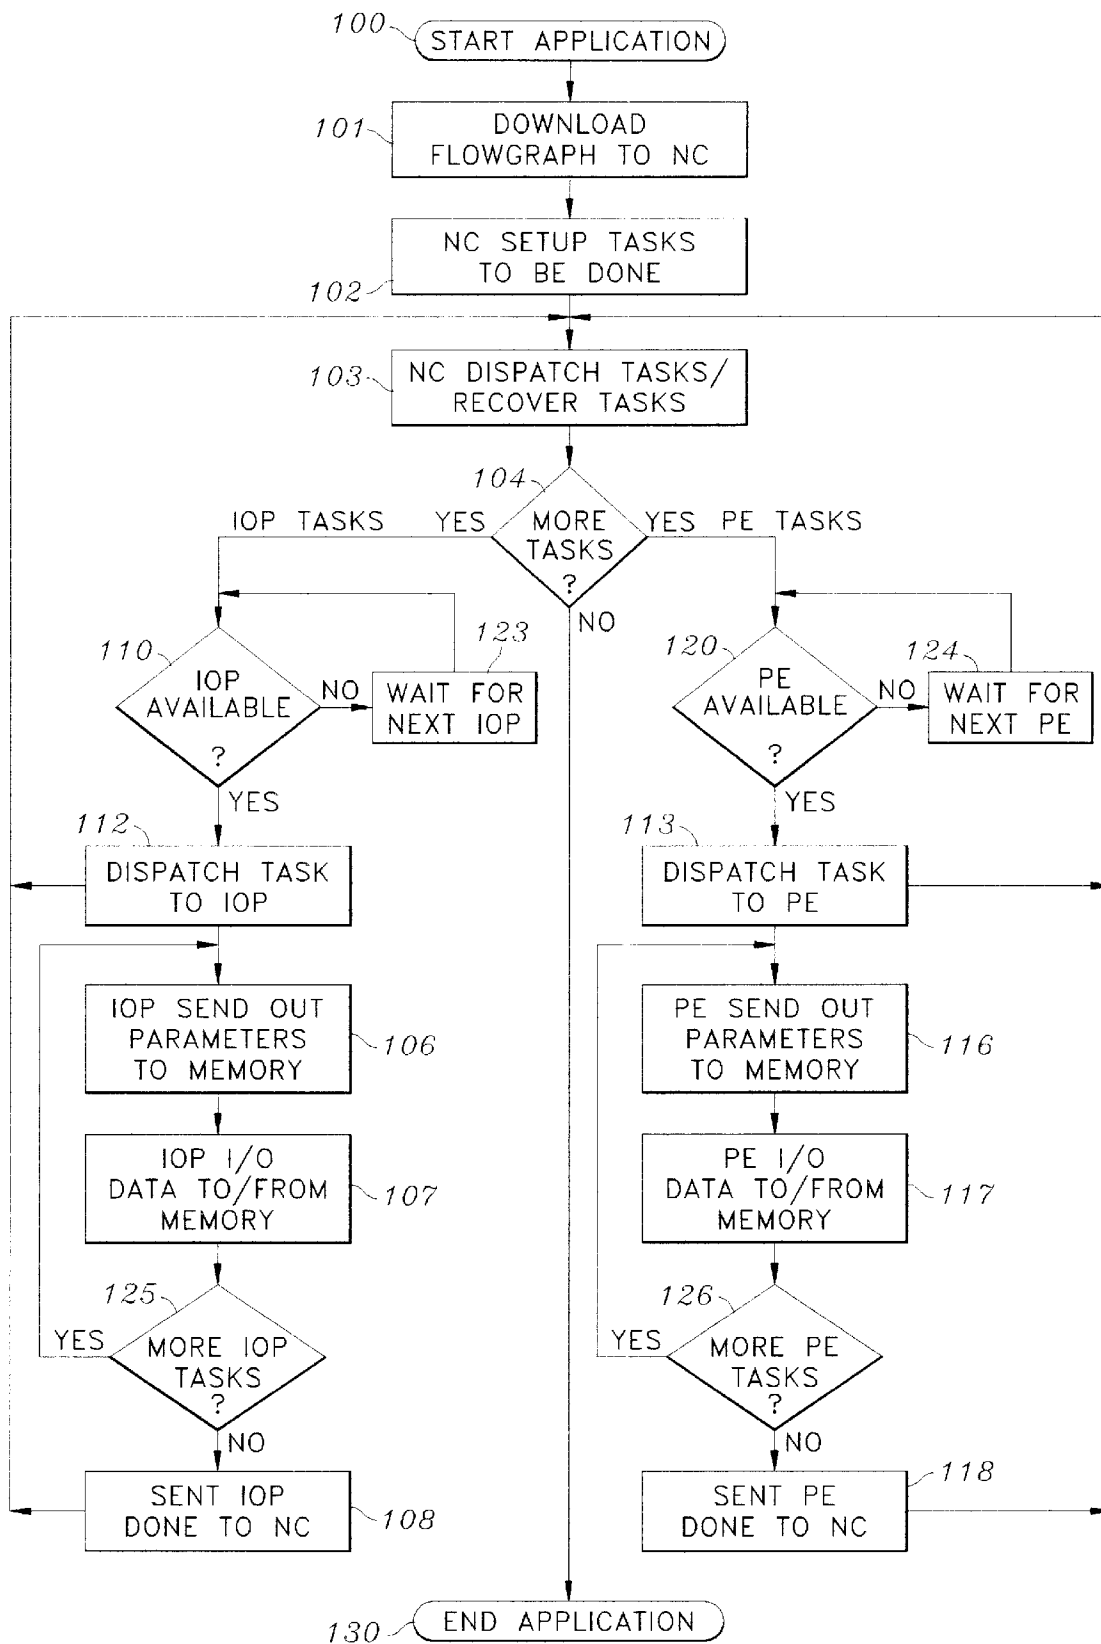 100
START APPLICATION
101
DOWNLOAD
FLOWGRAPH TO NC
NC SETUP TASKS
TO BE DONE
102
103
NC DISPATCH TASKS/
RECOVER TASKS
104
IOP TASKS
YES
MORE
TASKS
?
YES
PE TASKS
NO
110
IOP
AVAILABLE
?
NO
123
WAIT FOR
NEXT IOP
YES
120
PE
AVAILABLE
?
NO
124
WAIT FOR
NEXT PE
YES
112
DISPATCH TASK
TO IOP
113
DISPATCH TASK
TO PE
IOP SEND OUT
PARAMETERS
TO MEMORY
106
PE SEND OUT
PARAMETERS
TO MEMORY
116
IOP I/O
DATA TO/FROM
MEMORY
107
PE I/O
DATA TO/FROM
MEMORY
117
125
YES
MORE IOP
TASKS
?
NO
126
YES
MORE PE
TASKS
?
NO
SENT IOP
DONE TO NC
108
SENT PE
DONE TO NC
118
130
END APPLICATION